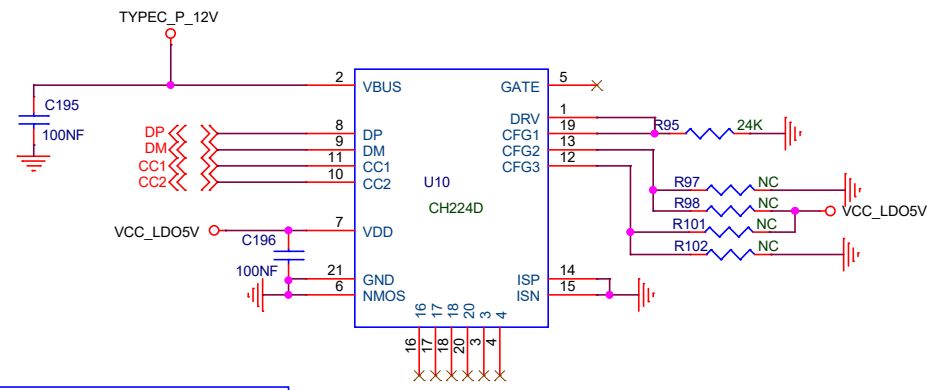 TYPEC_P_12V
C195
100NF
2 VBUS
GATE 5
DRV 1
CFG1 19
R95 24K
DP 8 DP
CFG2 13
DM 9 DM
CFG3 12
CC1 11 CC1
CC2 10 CC2
U10
CH224D
R97 NC
R98 NC
VCC_LDO5V
R101 NC
R102 NC
VCC_LDO5V
7 VDD
C196
100NF
21 GND
6 NMOS
ISP 14
ISN 15
16 17 18 20 3 4
16 17 18 20 3 4